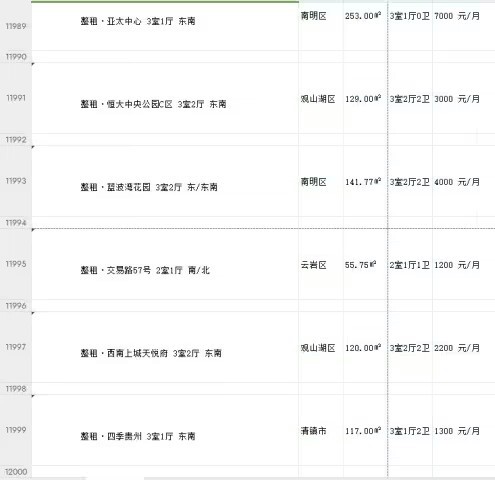 11989 整租·亚太中心 3室1厅 东南 南明区 253.00㎡ 3室1厅0卫 7000 元/月
11990
11991 整租·恒大中央公园C区 3室2厅 东南 观山湖区 129.00㎡ 3室2厅2卫 3000 元/月
11992
11993 整租·蓝波湾花园 3室2厅 东/东南 南明区 141.77㎡ 3室2厅2卫 4000 元/月
11994
11995 整租·交易路57号 2室1厅 南/北 云岩区 55.75㎡ 2室1厅1卫 1200 元/月
11996
11997 整租·西南上城天悦府 3室2厅 东南 观山湖区 120.00㎡ 3室2厅2卫 2200 元/月
11998
11999 整租·四季贵州 3室1厅 东南 清镇市 117.00㎡ 3室1厅2卫 1300 元/月
12000